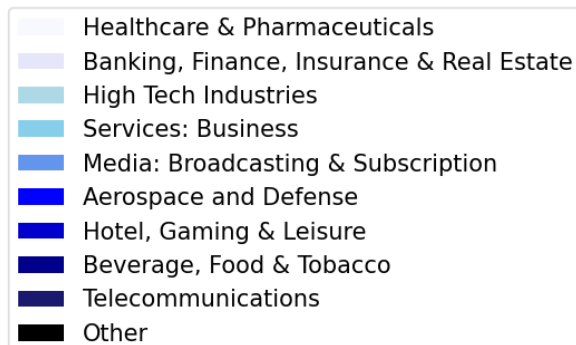 Healthcare & Pharmaceuticals
Banking, Finance, Insurance & Real Estate
High Tech Industries
Services: Business
Media: Broadcasting & Subscription
Aerospace and Defense
Hotel, Gaming & Leisure
Beverage, Food & Tobacco
Telecommunications
Other